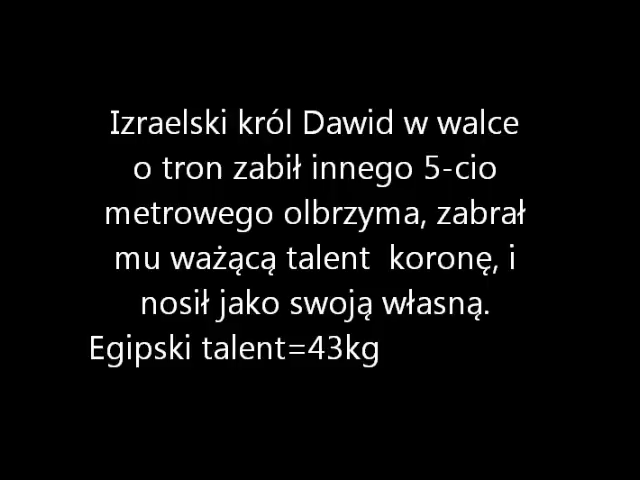 Izraelski król Dawid w walce
o tron zabił innego 5-cio
metrowego olbrzyma, zabrał
mu ważącą talent  koronę, i
nosił jako swoją własną.
Egipski talent=43kg